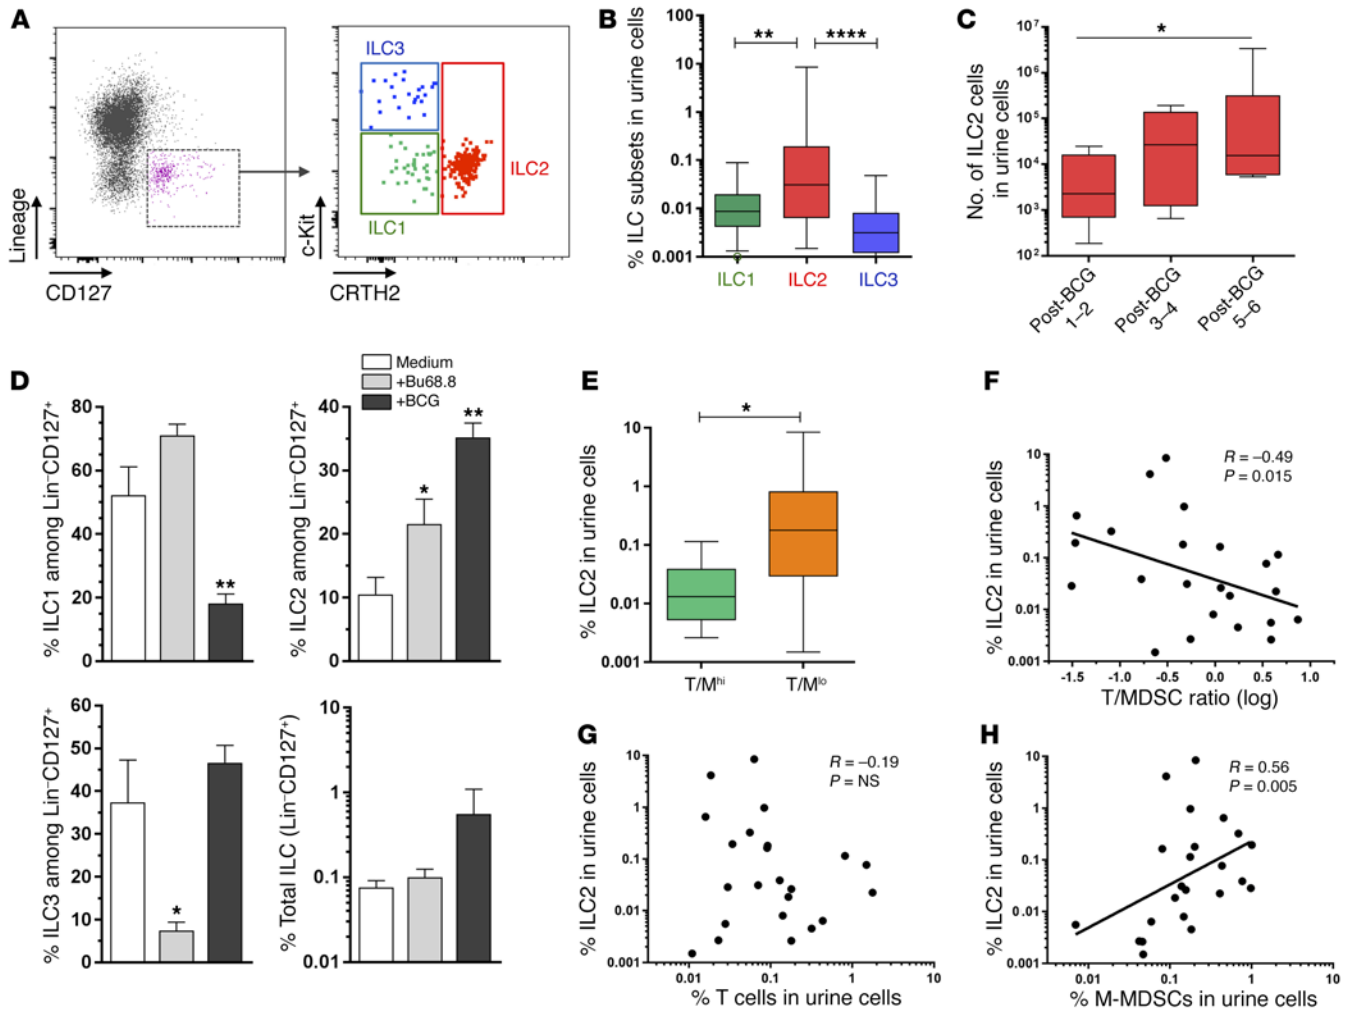 A
Lineage
CD127
c-Kit
CRTH2
ILC3
ILC1
ILC2
B
% ILC subsets in urine cells
100
10
1
0.1
0.01
0.001
**
****
ILC1
ILC2
ILC3
C
No. of ILC2 cells
in urine cells
10⁷
10⁶
10⁵
10⁴
10³
10²
*
Post-BCG
1–2
Post-BCG
3–4
Post-BCG
5–6
D
Medium
+Bu68.8
+BCG
% ILC1 among Lin⁻CD127⁺
80
60
40
20
0
**
% ILC2 among Lin⁻CD127⁺
40
30
20
10
0
*
**
% ILC3 among Lin⁻CD127⁺
60
50
40
30
20
10
0
*
% Total ILC (Lin⁻CD127⁺)
10
1
0.1
0.01
E
% ILC2 in urine cells
10
1
0.1
0.01
0.001
*
T/Mʰⁱ
T/Mˡᵒ
F
% ILC2 in urine cells
10
1
0.1
0.01
0.001
R = –0.49
P = 0.015
-1.5
-1.0
-0.5
0.0
0.5
1.0
T/MDSC ratio (log)
G
% ILC2 in urine cells
10
1
0.1
0.01
0.001
R = –0.19
P = NS
0.01
0.1
1
10
% T cells in urine cells
H
% ILC2 in urine cells
10
1
0.1
0.01
0.001
R = 0.56
P = 0.005
0.01
0.1
1
10
% M-MDSCs in urine cells